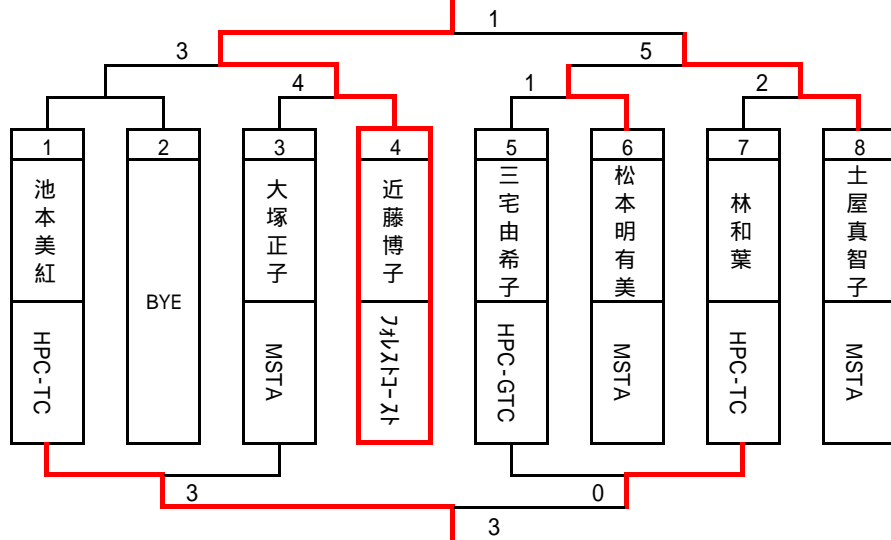 1
3
5
4
1
2
1
2
3
4
5
6
7
8
池本美紅
BYE
大塚正子
近藤博子
三宅由希子
松本明有美
林和葉
土屋真智子
HPC-TC
MSTA
フォレストコースト
HPC-GTC
MSTA
HPC-TC
MSTA
3
0
3